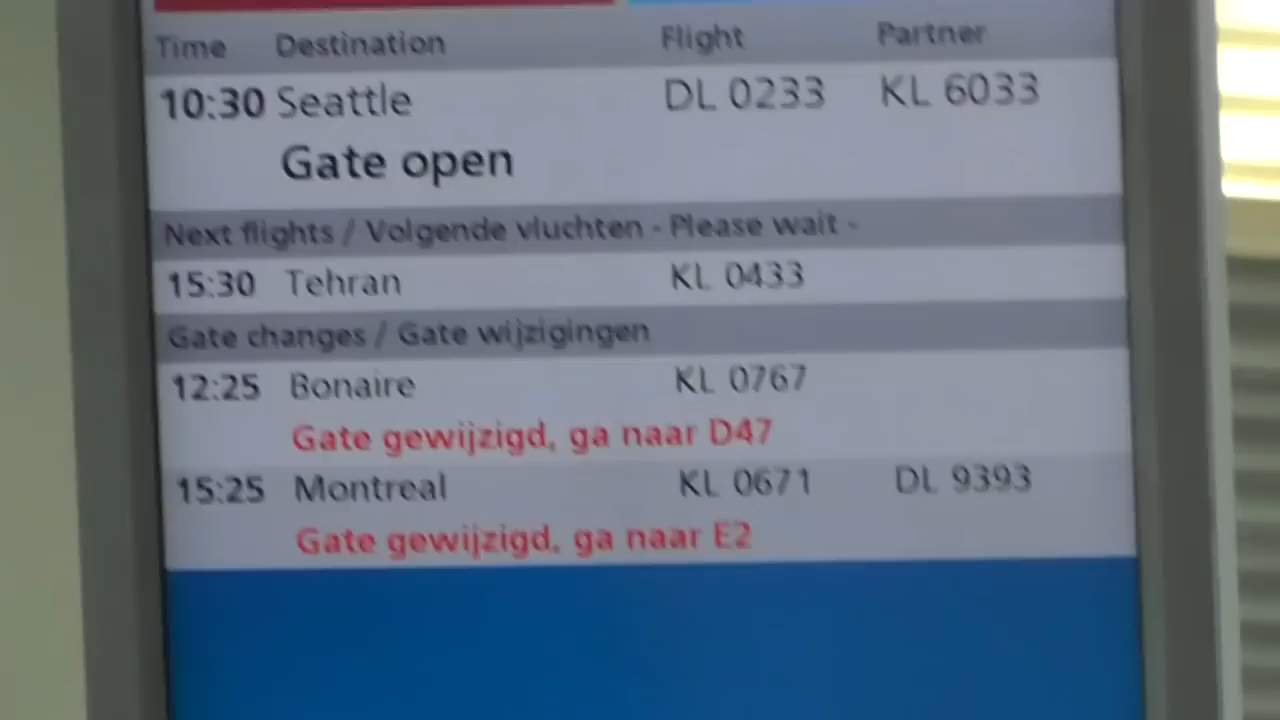 Time Destination Flight Partner
10:30 Seattle DL 0233 KL 6033
Gate open
Next flights / Volgende vluchten - Please wait -
15:30 Tehran KL 0433
Gate changes / Gate wijzigingen
12:25 Bonaire KL 0767
Gate gewijzigd, ga naar D47
15:25 Montreal KL 0671 DL 9393
Gate gewijzigd, ga naar E2